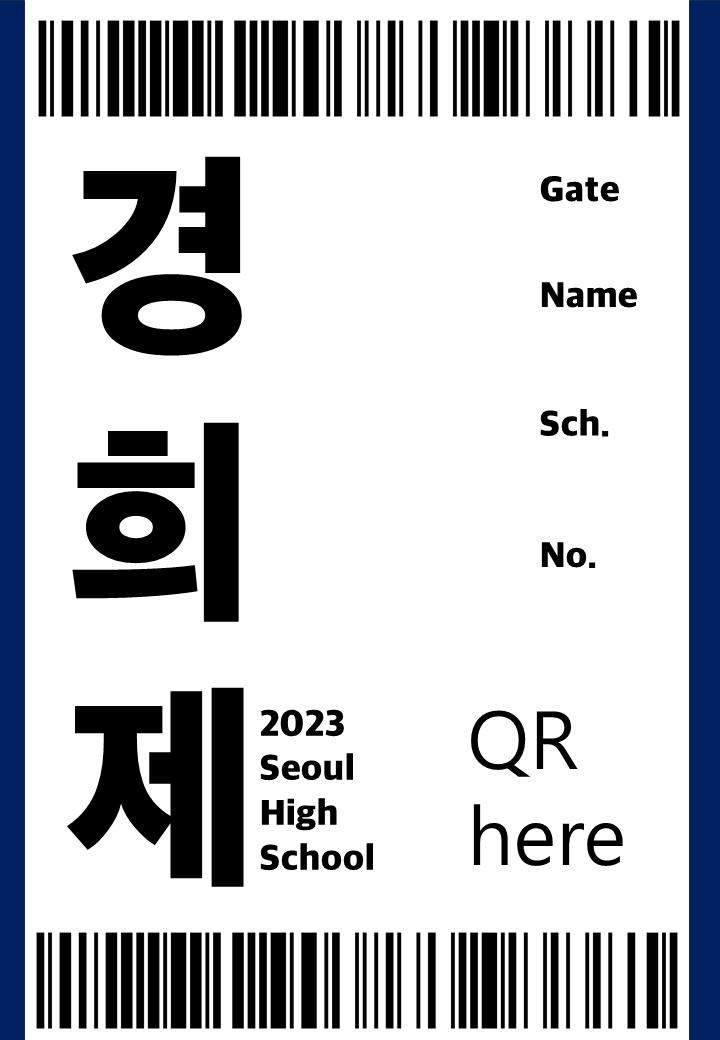 경희제
Gate
Name
Sch.
No.
2023
Seoul
High
School
QR
here